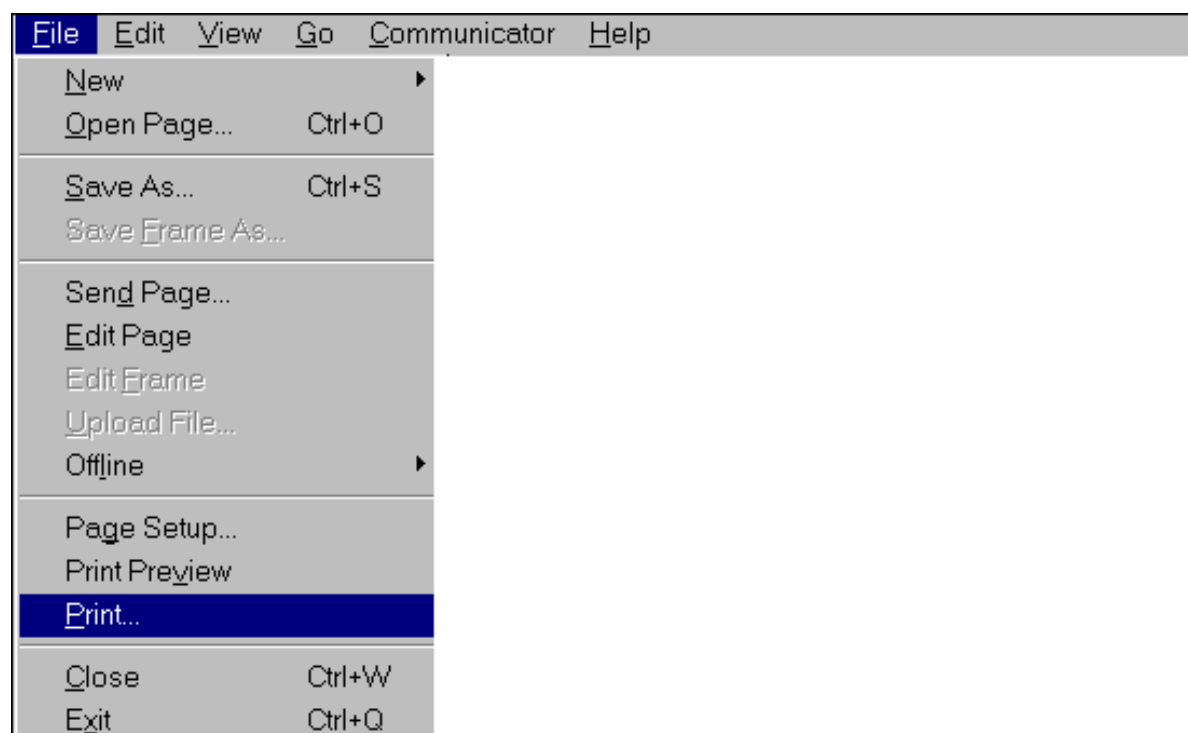 File Edit View Go Communicator Help
New
Open Page... Ctrl+O
Save As... Ctrl+S
Save Frame As...
Send Page...
Edit Page
Edit Frame
Upload File...
Offline
Page Setup...
Print Preview
Print...
Close Ctrl+W
Exit Ctrl+Q